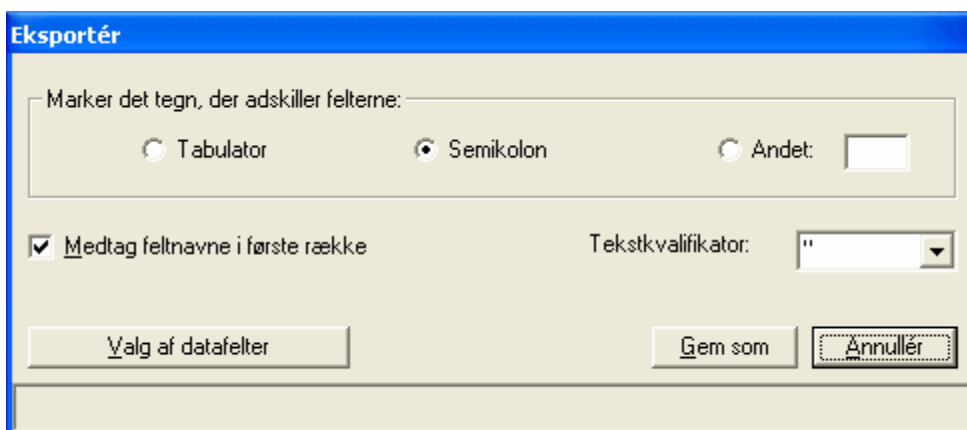 Eksportér
Marker det tegn, der adskiller felterne:
Tabulator Semikolon Andet:
Medtag feltnavne i første række Tekstkvalifikator: "
Valg af datafelter Gem som Annullér